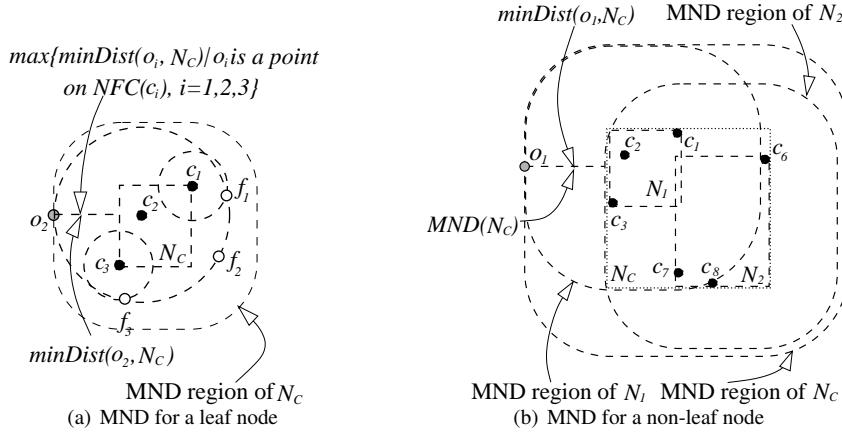 max{minDist(oi, NC)|oi is a point
on NFC(ci), i=1,2,3}
c1
f1
c2
o2
c3
NC
f2
f3
minDist(o2, NC)
MND region of NC
(a) MND for a leaf node
minDist(o1,NC)
MND region of N2
o1
c2
c1
c6
N1
c3
MND(NC)
NC
c7
c8
N2
MND region of N1
MND region of NC
(b) MND for a non-leaf node